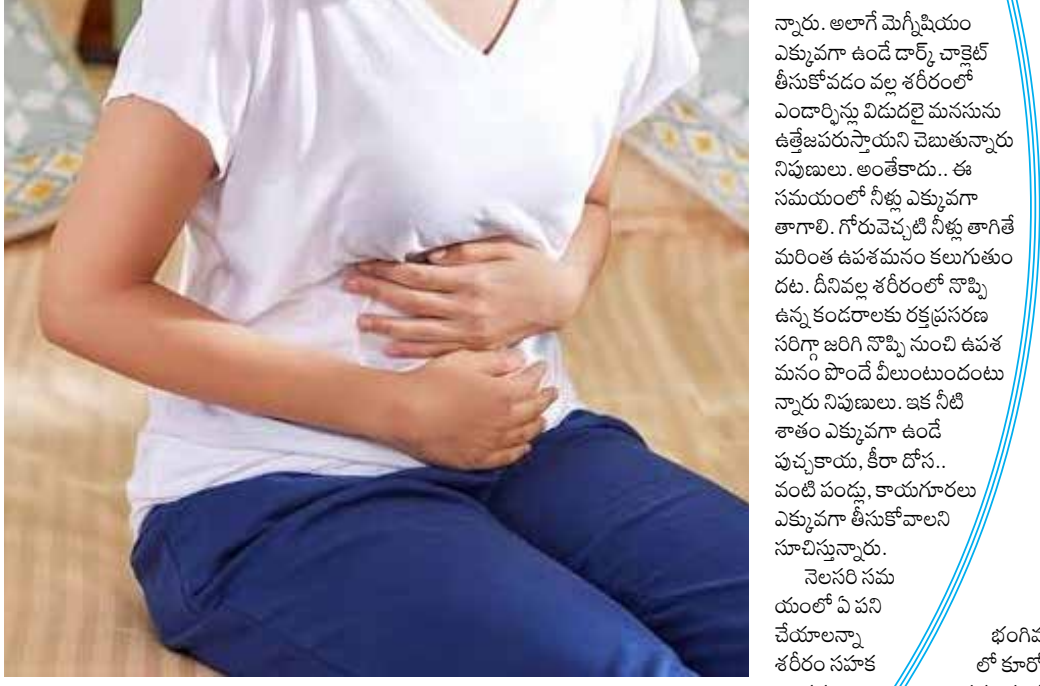 న్నారు. అలాగే మెగ్నీషియం
ఎక్కువగా ఉండే డార్క్ చాక్లెట్
తీసుకోవడం వల్ల శరీరంలో
ఎండార్ఫిన్లు విడుదలై మనసును
ఉత్తేజపరుస్తాయని చెబుతున్నారు
నిపుణులు. అంతేకాదు.. ఈ
సమయంలో నీళ్లు ఎక్కువగా
తాగాలి. గోరువెచ్చటి నీళ్లు తాగితే
మరింత ఉపశమనం కలుగుతుం
దట. దీనివల్ల శరీరంలో నొప్పి
ఉన్న కండరాలకు రక్తప్రసరణ
సరిగ్గా జరిగి నొప్పి నుంచి ఉపశ
మనం పొందే వీలుంటుందంటు
న్నారు నిపుణులు. ఇక నీటి
శాతం ఎక్కువగా ఉండే
పుచ్చకాయ, కీరా దోస..
వంటి పండ్లు, కాయగూరలు
ఎక్కువగా తీసుకోవాలని
సూచిస్తున్నారు.
నెలసరి సమ
యంలో ఏ పని
చేయాలన్నా
శరీరం సహక
భంగిమ
లో కూరో